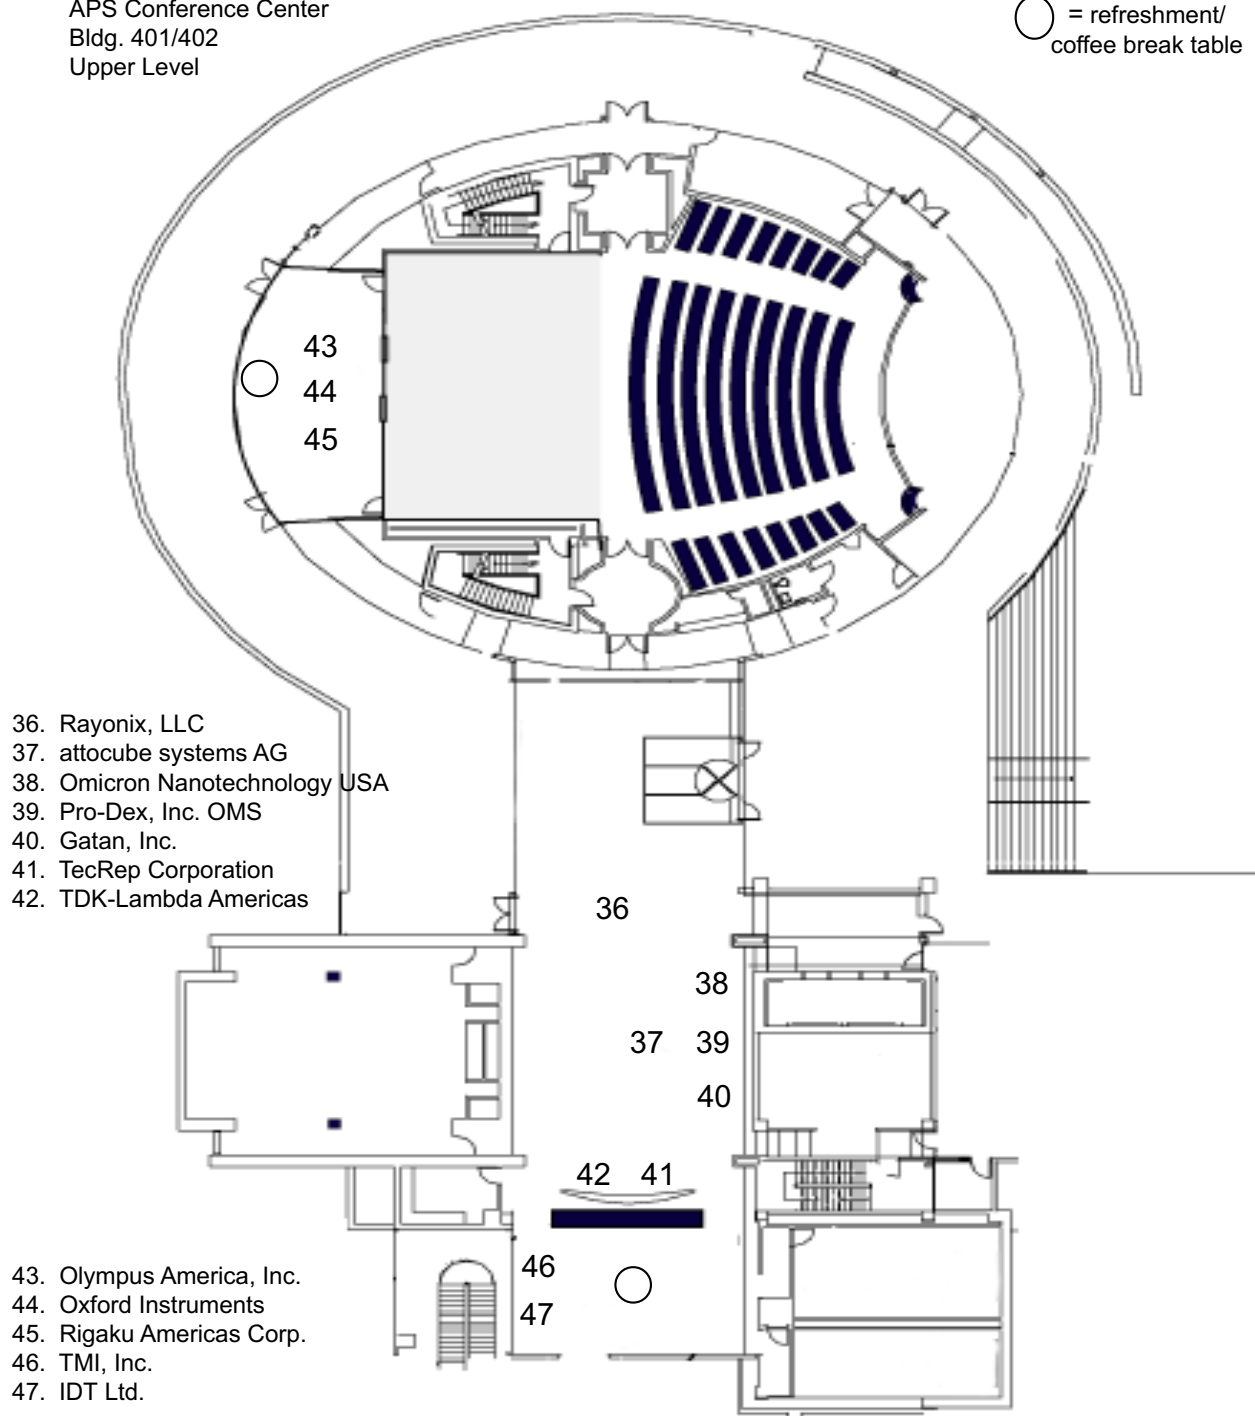 APS Conference Center
Bldg. 401/402
Upper Level
= refreshment/
coffee break table
43
44
45
36. Rayonix, LLC
37. attocube systems AG
38. Omicron Nanotechnology USA
39. Pro-Dex, Inc. OMS
40. Gatan, Inc.
41. TecRep Corporation
42. TDK-Lambda Americas
36
38
37 39
40
42 41
46
47
43. Olympus America, Inc.
44. Oxford Instruments
45. Rigaku Americas Corp.
46. TMI, Inc.
47. IDT Ltd.